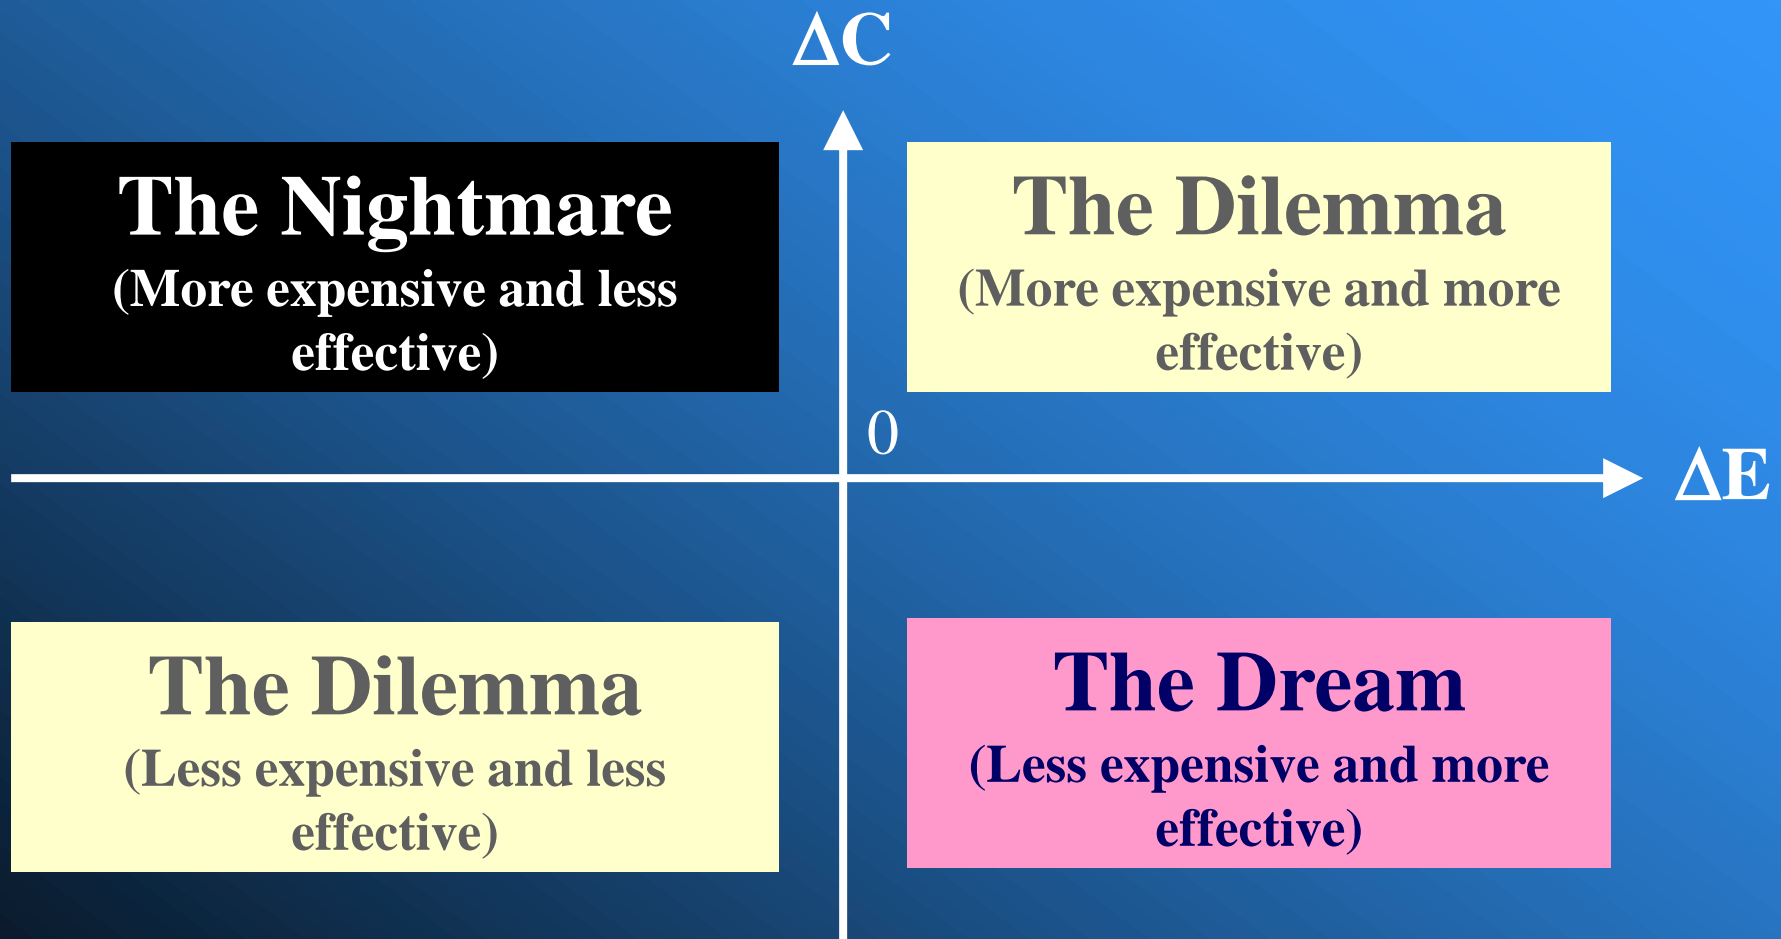 ΔC
The Nightmare
(More expensive and less
effective)
The Dilemma
(More expensive and more
effective)
0
ΔE
The Dilemma
(Less expensive and less
effective)
The Dream
(Less expensive and more
effective)